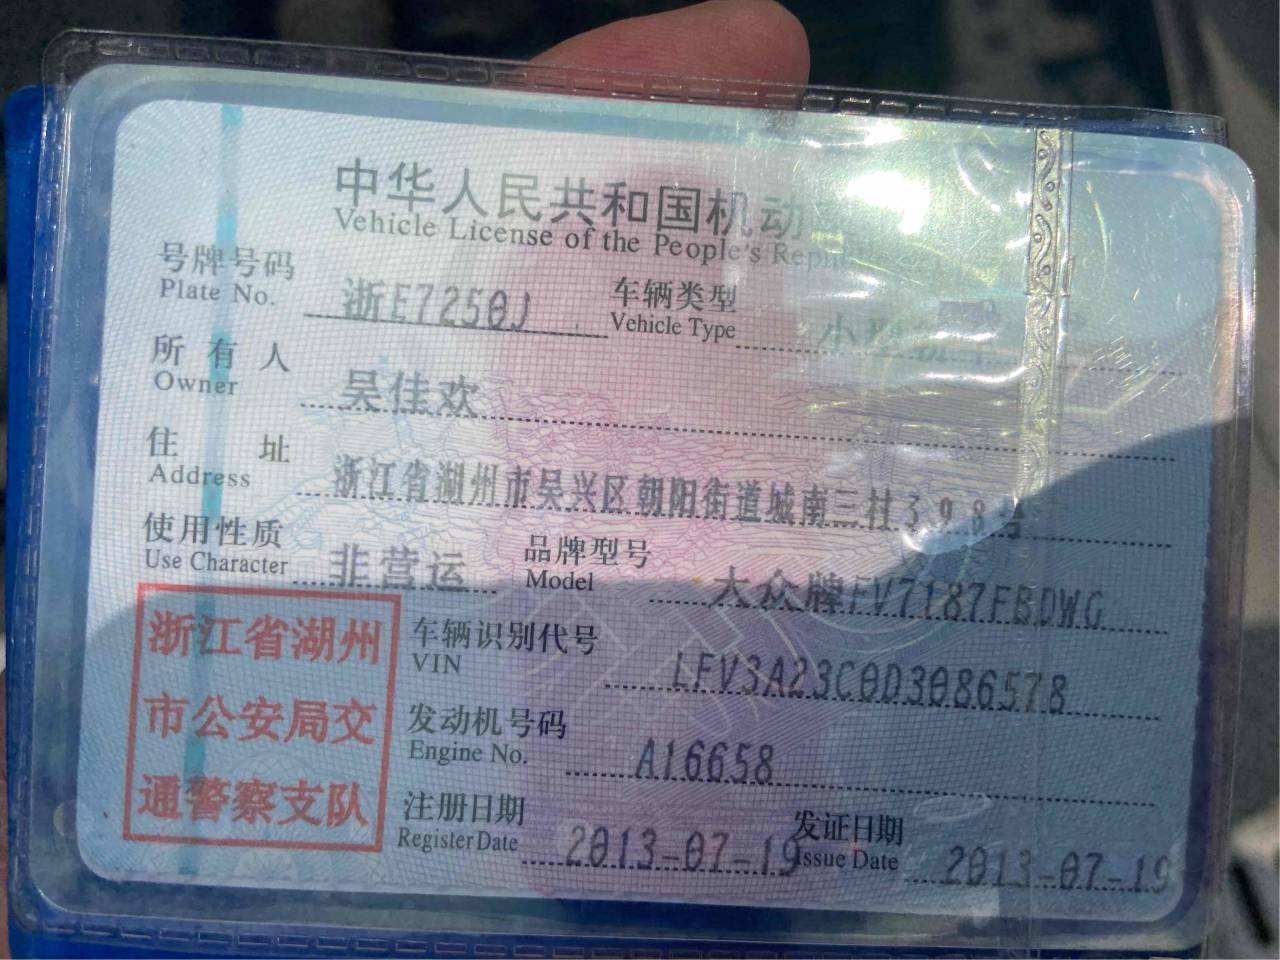 中华人民共和国机动
Vehicle License of the People's Rep
号牌号码 浙E7250J 车辆类型 小型
Plate No. Vehicle Type
所有人 吴佳欢
Owner
住址 浙江省湖州市吴兴区朝阳街道城南三村398号
Address
使用性质 非营运 品牌型号 大众牌FV7187FBDWG
Use Character Model
浙江省湖州
市公安局交
通警察支队
车辆识别代号 LFV3A23C0D3086578
VIN
发动机号码 A16658
Engine No.
注册日期 2013-07-19 发证日期 2013-07-19
Register Date Issue Date